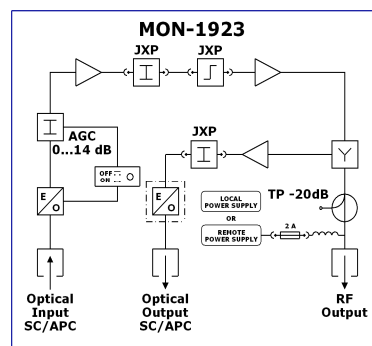 MON-1923
JXP JXP
AGC
0...14 dB
JXP
OFF
ON
E
O
E
O
Y
TP -20dB
LOCAL
POWER SUPPLY
OR
REMOTE
POWER SUPPLY
2 A
Optical
Input
SC/APC
Optical
Output
SC/APC
RF
Output